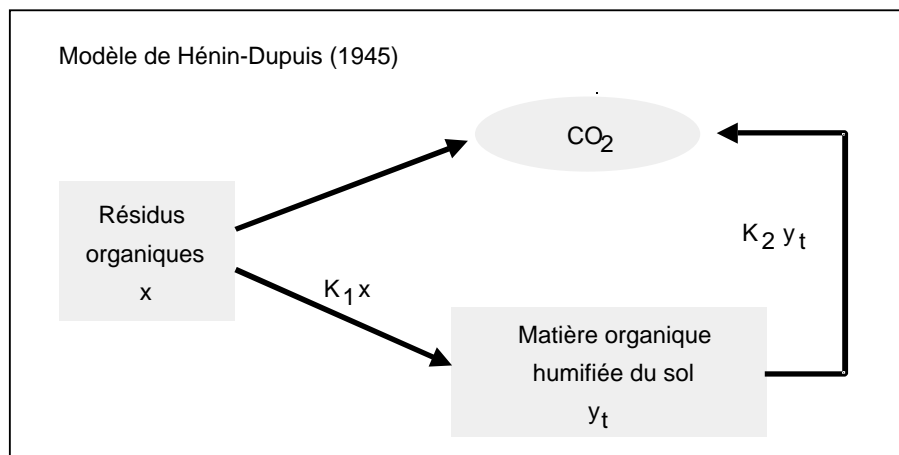 Modèle de Hénin-Dupuis (1945)
CO2
Résidus
organiques
x
K2 yt
K1x
Matière organique
humifiée du sol
yt